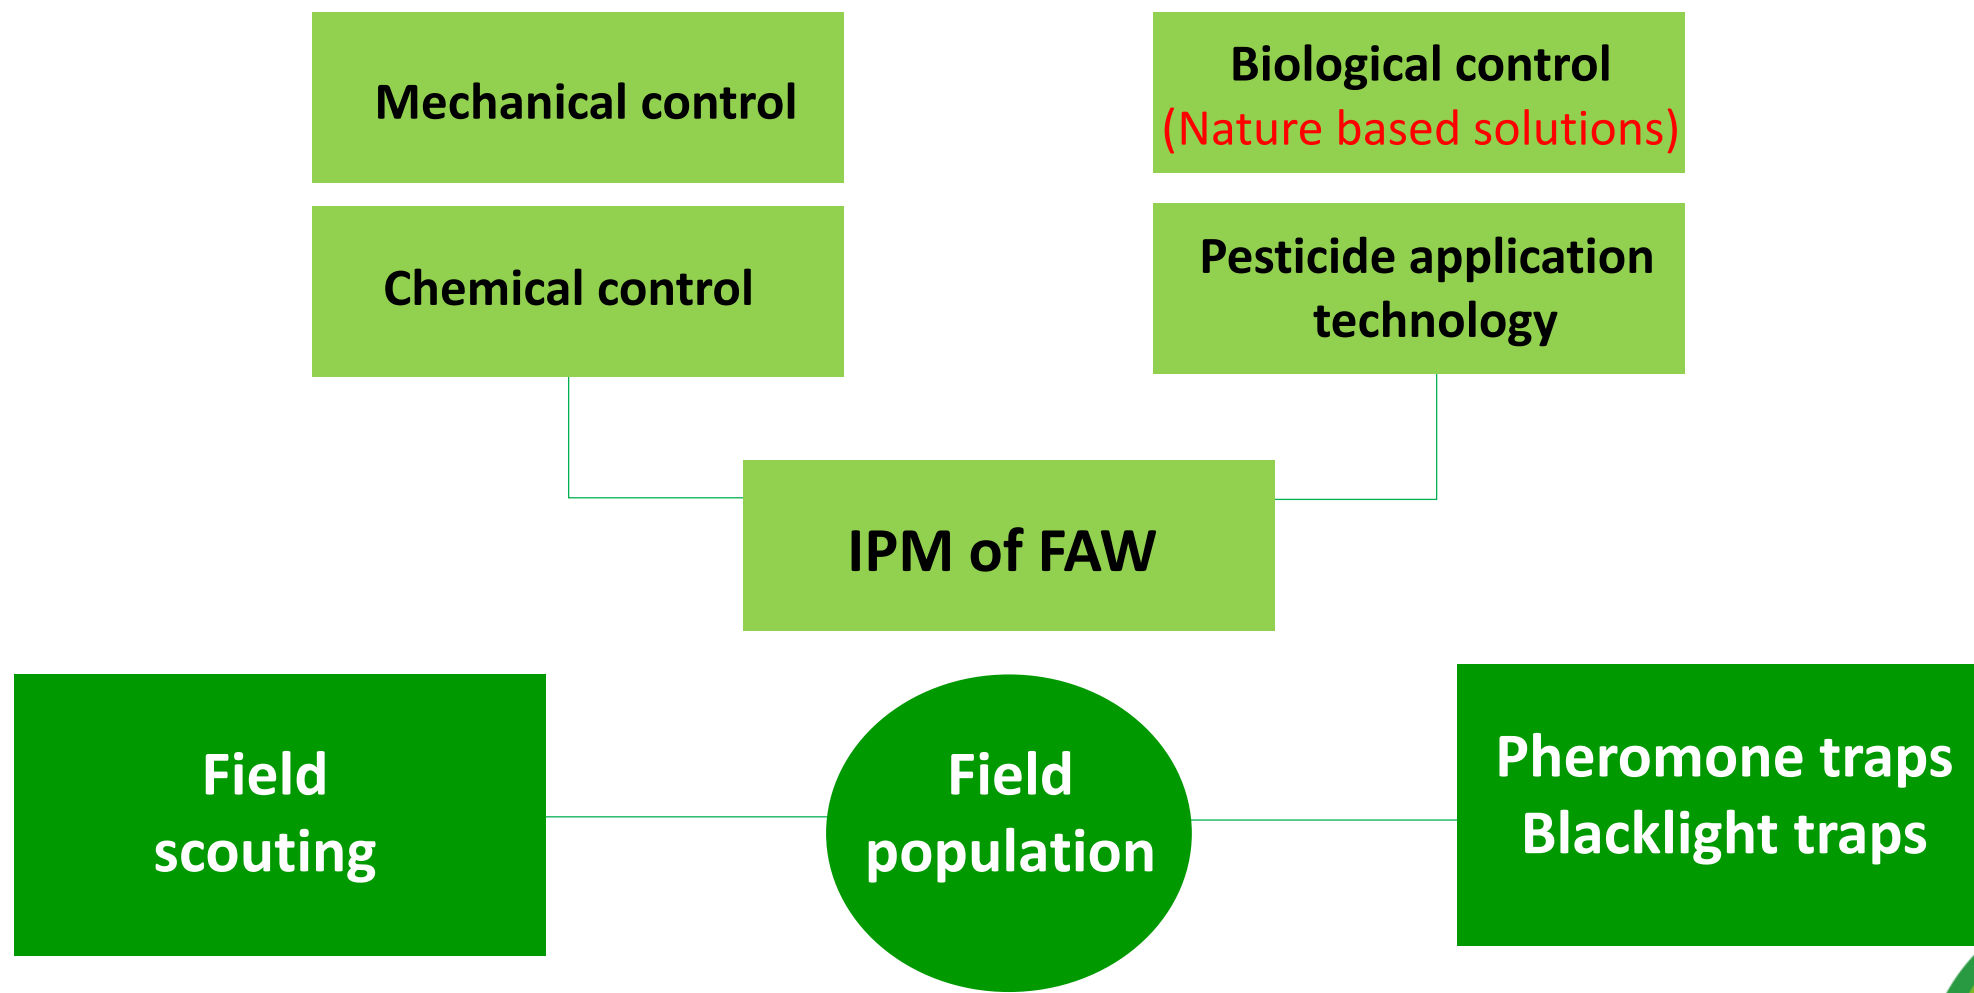 Mechanical control
Biological control
(Nature based solutions)
Chemical control
Pesticide application
technology
IPM of FAW
Field
scouting
Field
population
Pheromone traps
Blacklight traps